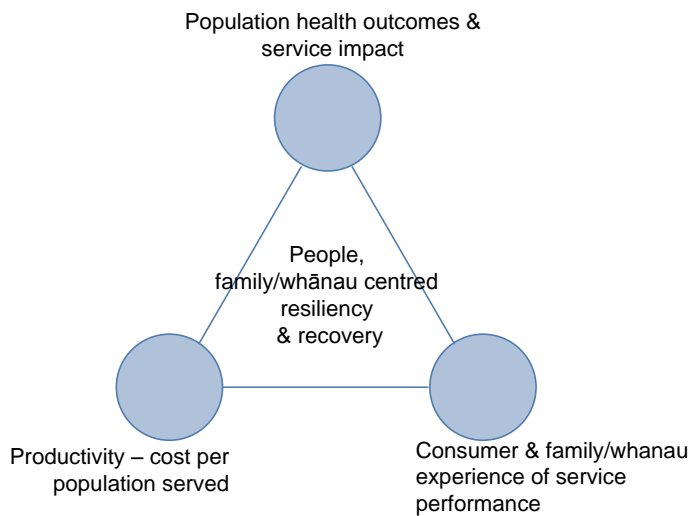 Population health outcomes &
service impact
People,
family/whānau centred
resiliency
& recovery
Productivity – cost per
population served
Consumer & family/whanau
experience of service
performance